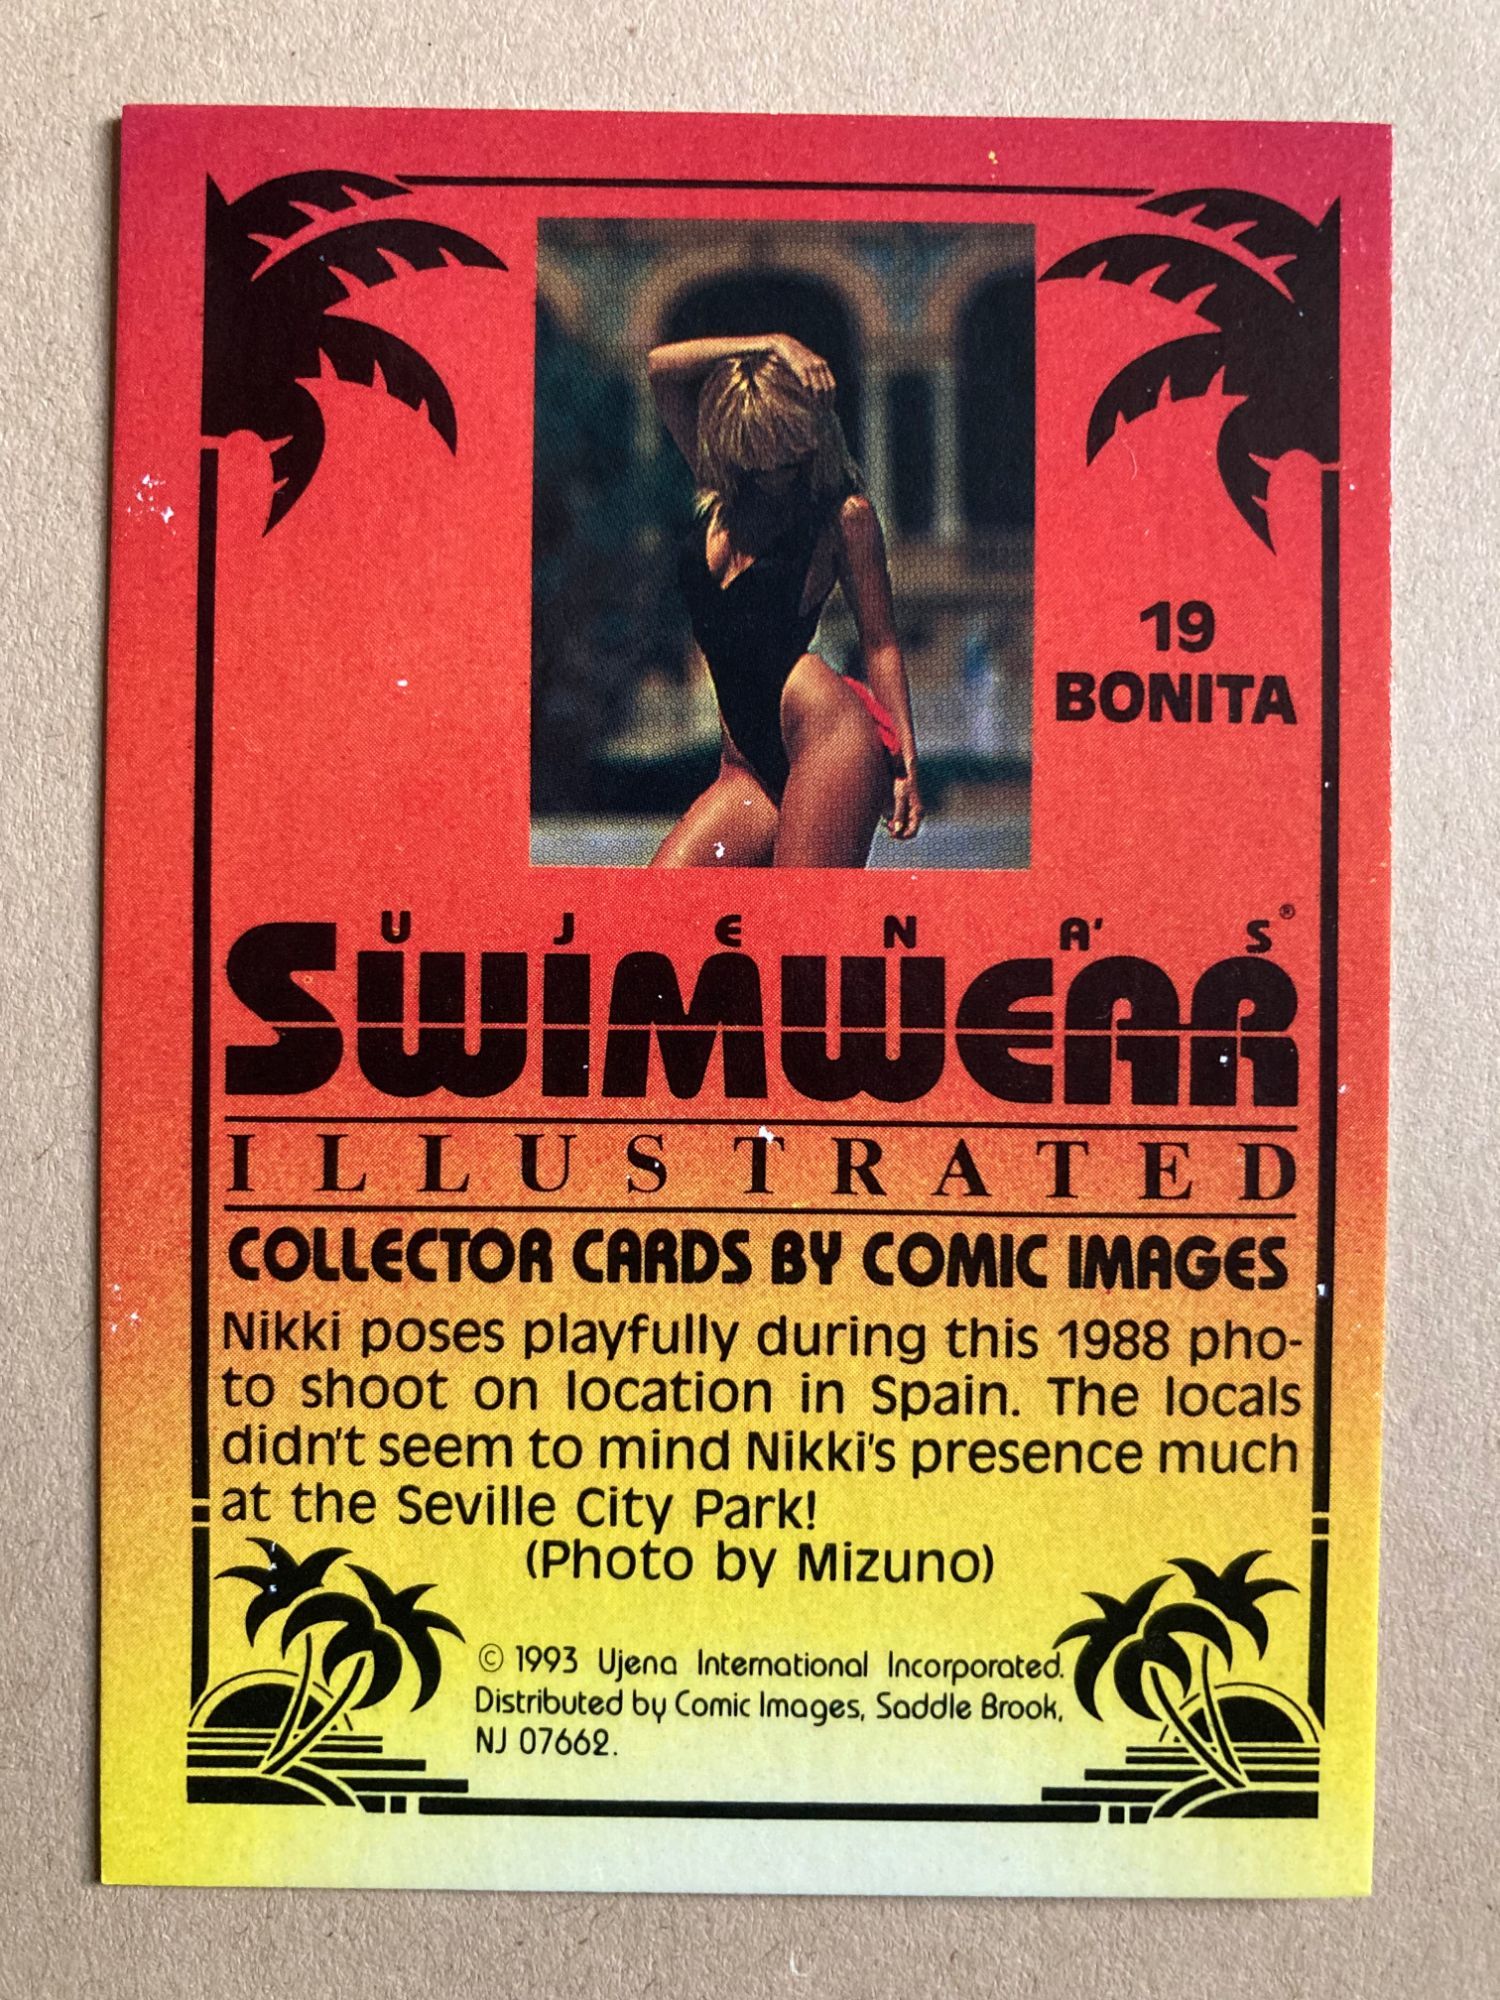 19
BONITA
UJENA'S®
SWIMWEAR
ILLUSTRATED
COLLECTOR CARDS BY COMIC IMAGES
Nikki poses playfully during this 1988 pho-
to shoot on location in Spain. The locals
didn't seem to mind Nikki's presence much
at the Seville City Park!
(Photo by Mizuno)
© 1993 Ujena International Incorporated.
Distributed by Comic Images, Saddle Brook,
NJ 07662.